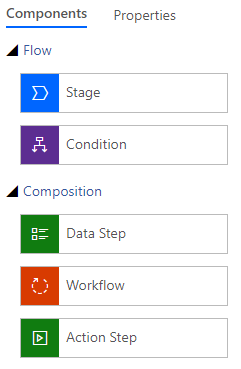 Components Properties
Flow
Stage
Condition
Composition
Data Step
Workflow
Action Step